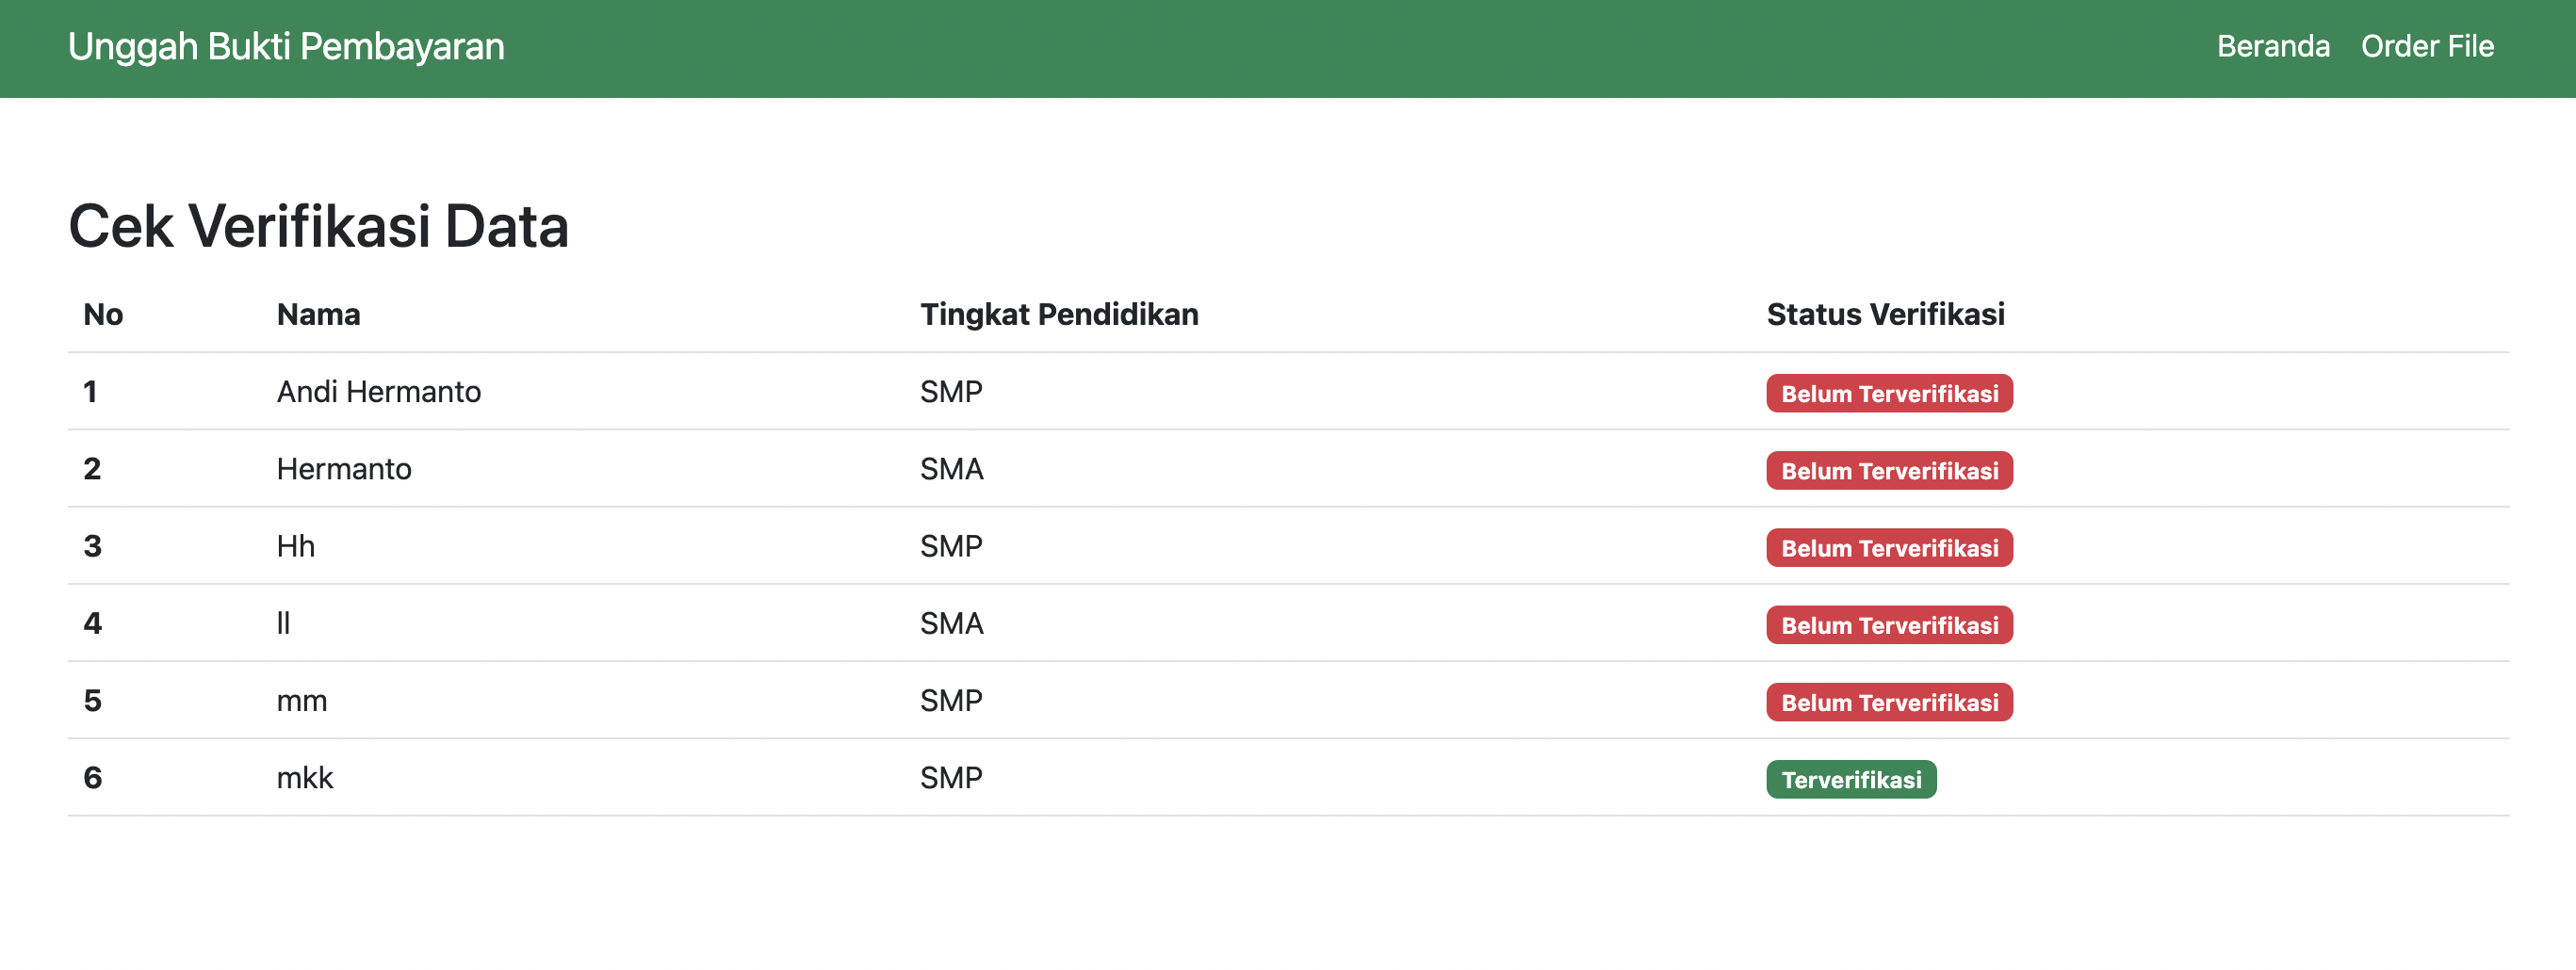 Unggah Bukti Pembayaran Beranda Order File
Cek Verifikasi Data
No Nama Tingkat Pendidikan Status Verifikasi
1 Andi Hermanto SMP Belum Terverifikasi
2 Hermanto SMA Belum Terverifikasi
3 Hh SMP Belum Terverifikasi
4 ll SMA Belum Terverifikasi
5 mm SMP Belum Terverifikasi
6 mkk SMP Terverifikasi